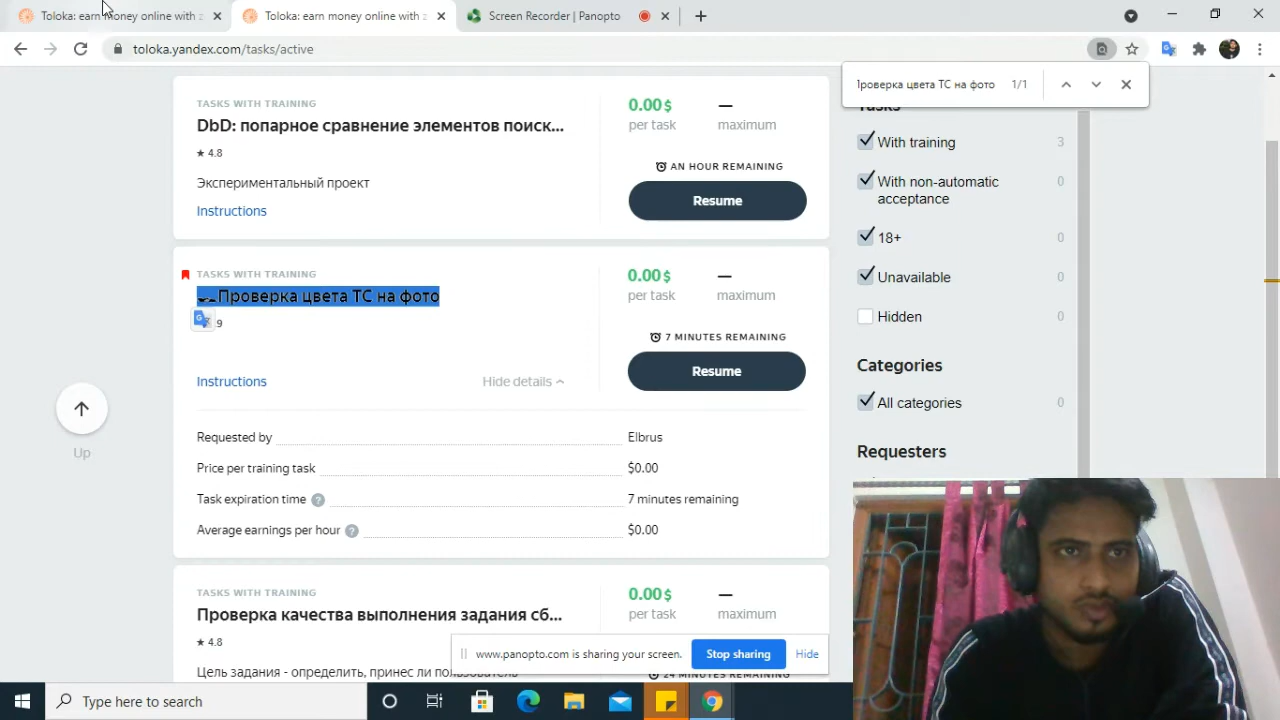 Toloka: earn money online with
Toloka: earn money online with
Screen Recorder | Panopto
toloka.yandex.com/tasks/active
Проверка цвета ТС на фото
1/1
TASKS WITH TRAINING
DbD: попарное сравнение элементов поиск...
★ 4.8
Экспериментальный проект
Instructions
0.00$
per task
—
maximum
AN HOUR REMAINING
Resume
TASKS WITH TRAINING
Проверка цвета ТС на фото
9
Instructions
Hide details
0.00$
per task
—
maximum
7 MINUTES REMAINING
Resume
Requested by
Elbrus
Price per training task
$0.00
Task expiration time ?
7 minutes remaining
Average earnings per hour ?
$0.00
TASKS WITH TRAINING
Проверка качества выполнения задания сб...
★ 4.8
Цель задания - определить, принес ли
0.00$
per task
—
maximum
24 MINUTES REMAINING
Up
Tasks
With training 3
With non-automatic
acceptance 0
18+ 0
Unavailable 0
Hidden 0
Categories
All categories 0
Requesters
www.panopto.com is sharing your screen.
Stop sharing
Hide
Type here to search